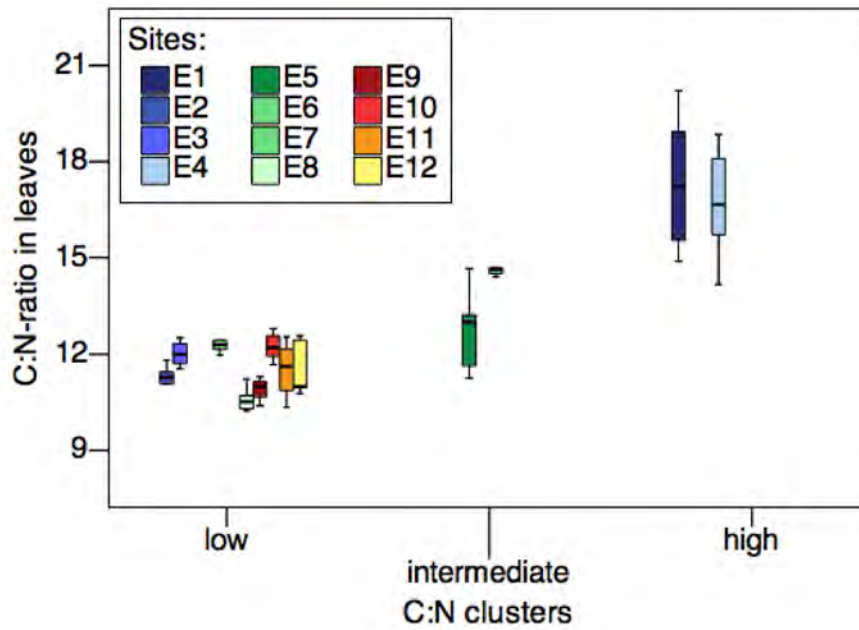 Sites:
E1 E5 E9
E2 E6 E10
E3 E7 E11
E4 E8 E12
C:N-ratio in leaves
21
18
15
12
9
low high
intermediate
C:N clusters